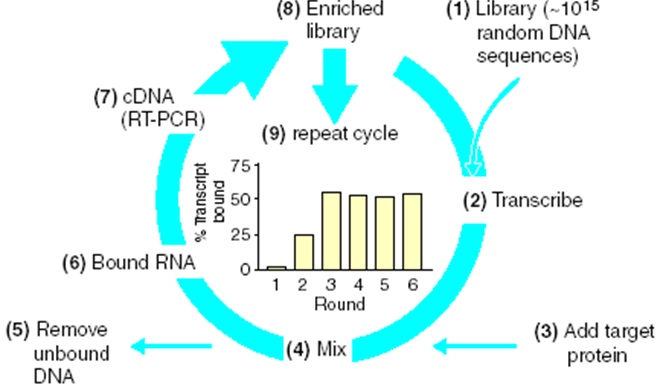 (8) Enriched
library
(1) Library (~10¹⁵
random DNA
sequences)
(7) cDNA
(RT-PCR)
(9) repeat cycle
% Transcript
bound
75
50
25
0
1 2 3 4 5 6
Round
(2) Transcribe
(6) Bound RNA
(5) Remove
unbound
DNA
(4) Mix
(3) Add target
protein